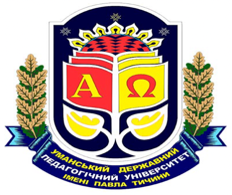 Α Ω
УМАНСЬКИЙ ДЕРЖАВНИЙ
ПЕДАГОГІЧНИЙ УНІВЕРСИТЕТ
ІМЕНІ ПАВЛА ТИЧИНИ